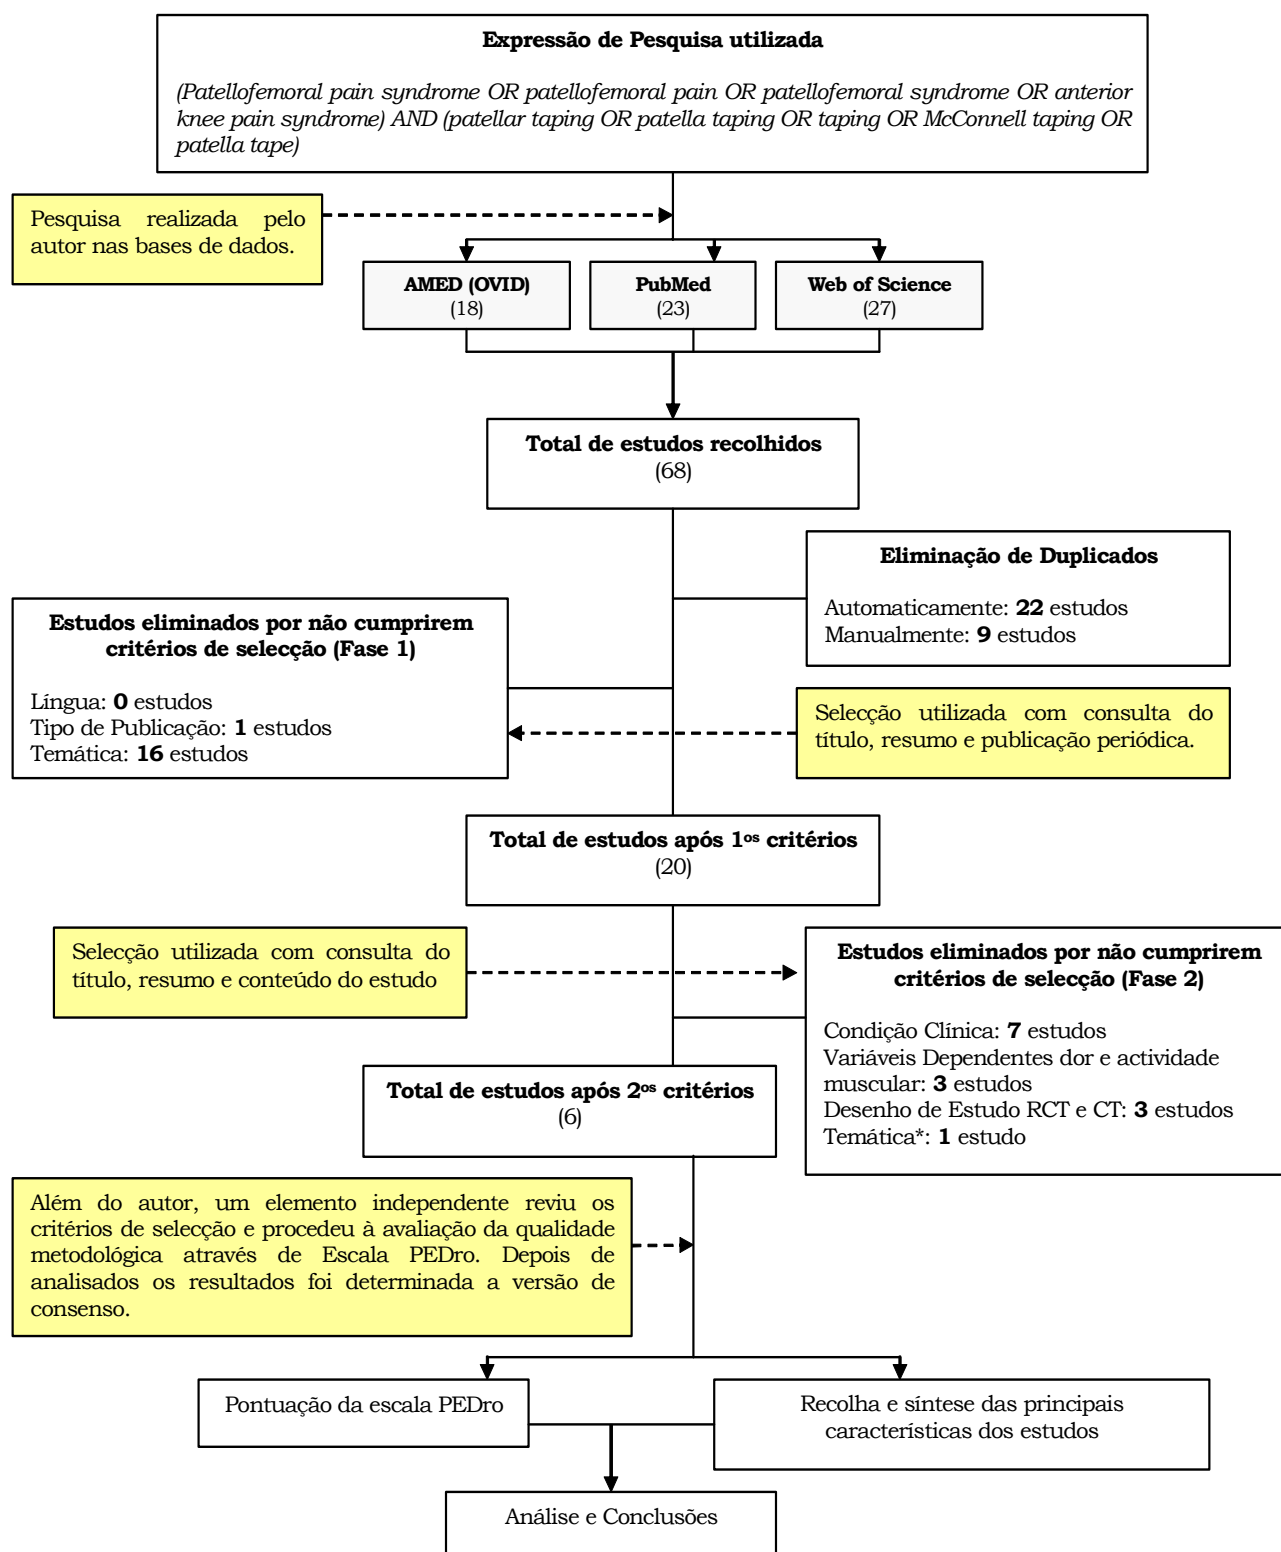 Expressão de Pesquisa utilizada
(Patellofemoral pain syndrome OR patellofemoral pain OR patellofemoral syndrome OR anterior
knee pain syndrome) AND (patellar taping OR patella taping OR taping OR McConnell taping OR
patella tape)
Pesquisa realizada pelo
autor nas bases de dados.
AMED (OVID)
(18)
PubMed
(23)
Web of Science
(27)
Total de estudos recolhidos
(68)
Eliminação de Duplicados
Automaticamente: 22 estudos
Manualmente: 9 estudos
Estudos eliminados por não cumprirem
critérios de selecção (Fase 1)
Língua: 0 estudos
Tipo de Publicação: 1 estudos
Temática: 16 estudos
Selecção utilizada com consulta do
título, resumo e publicação periódica.
Total de estudos após 1os critérios
(20)
Selecção utilizada com consulta do
título, resumo e conteúdo do estudo
Estudos eliminados por não cumprirem
critérios de selecção (Fase 2)
Condição Clínica: 7 estudos
Variáveis Dependentes dor e actividade
muscular: 3 estudos
Desenho de Estudo RCT e CT: 3 estudos
Temática*: 1 estudo
Total de estudos após 2os critérios
(6)
Além do autor, um elemento independente reviu os
critérios de selecção e procedeu à avaliação da qualidade
metodológica através de Escala PEDro. Depois de
analisados os resultados foi determinada a versão de
consenso.
Pontuação da escala PEDro
Recolha e síntese das principais
características dos estudos
Análise e Conclusões